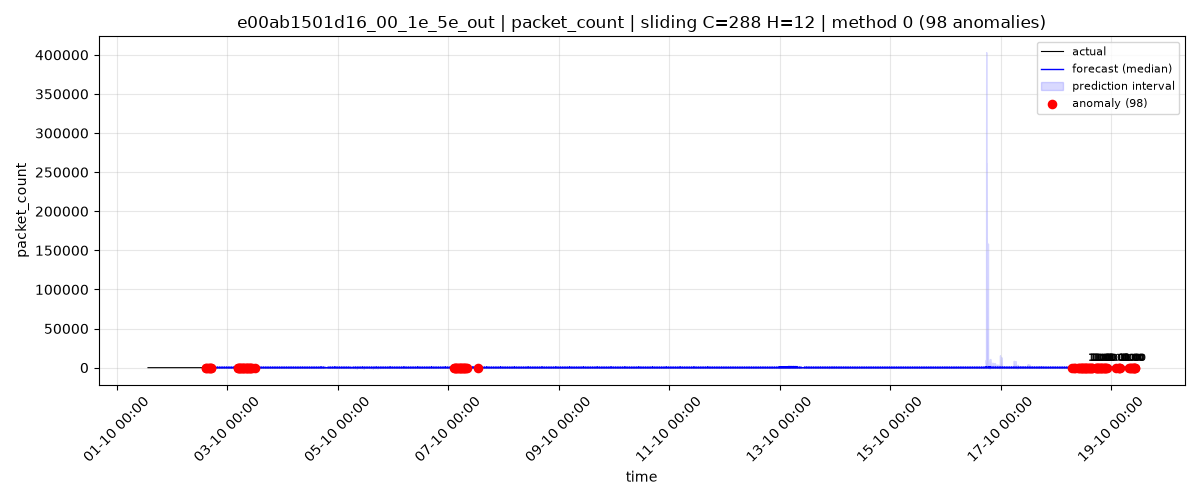 e00ab1501d16_00_1e_5e_out | packet_count | sliding C=288 H=12 | method 0 (98 anomalies)
actual
forecast (median)
prediction interval
anomaly (98)
packet_count
400000
350000
300000
250000
200000
150000
100000
50000
0
01-10 00:00
03-10 00:00
05-10 00:00
07-10 00:00
09-10 00:00
11-10 00:00
13-10 00:00
15-10 00:00
17-10 00:00
19-10 00:00
time